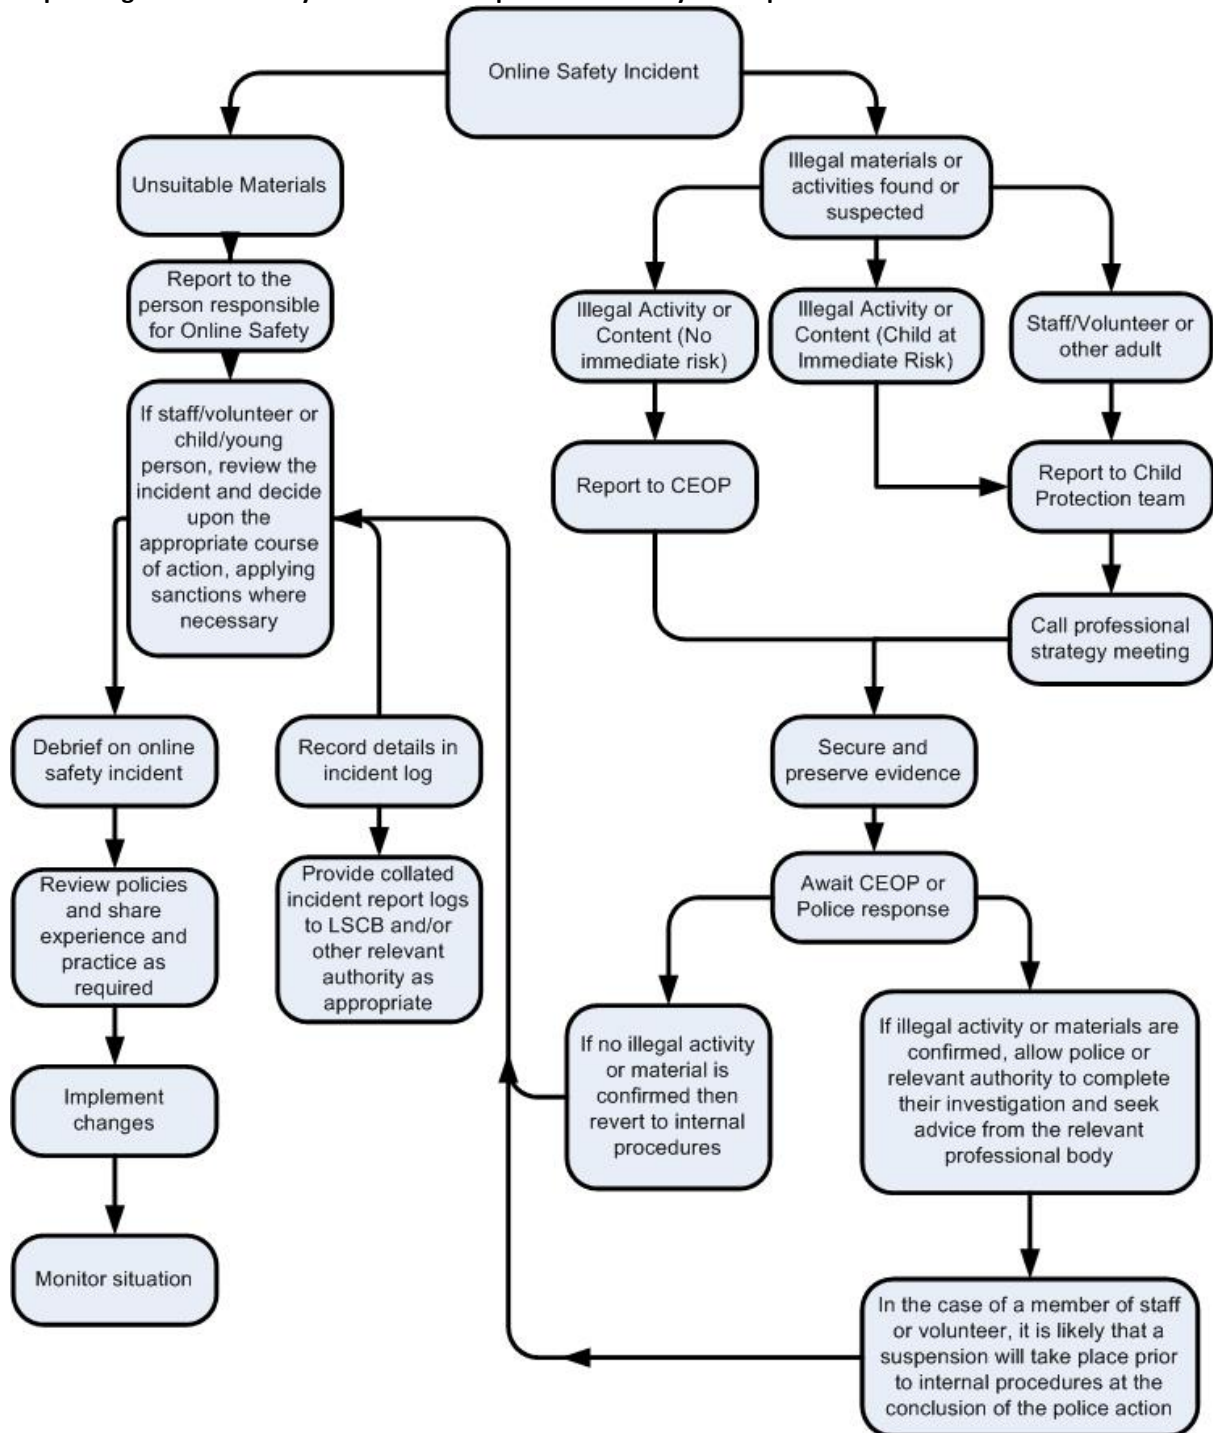 Online Safety Incident
Unsuitable Materials
Report to the
person responsible
for Online Safety
If staff/volunteer or
child/young
person, review the
incident and decide
upon the
appropriate course
of action, applying
sanctions where
necessary
Debrief on online
safety incident
Review policies
and share
experience and
practice as
required
Implement
changes
Monitor situation
Record details in
incident log
Provide collated
incident report logs
to LSCB and/or
other relevant
authority as
appropriate
Illegal materials or
activities found or
suspected
Illegal Activity or
Content (No
immediate risk)
Illegal Activity or
Content (Child at
Immediate Risk)
Staff/Volunteer or
other adult
Report to CEOP
Report to Child
Protection team
Call professional
strategy meeting
Secure and
preserve evidence
Await CEOP or
Police response
If no illegal activity
or material is
confirmed then
revert to internal
procedures
If illegal activity or materials are
confirmed, allow police or
relevant authority to complete
their investigation and seek
advice from the relevant
professional body
In the case of a member of staff
or volunteer, it is likely that a
suspension will take place prior
to internal procedures at the
conclusion of the police action